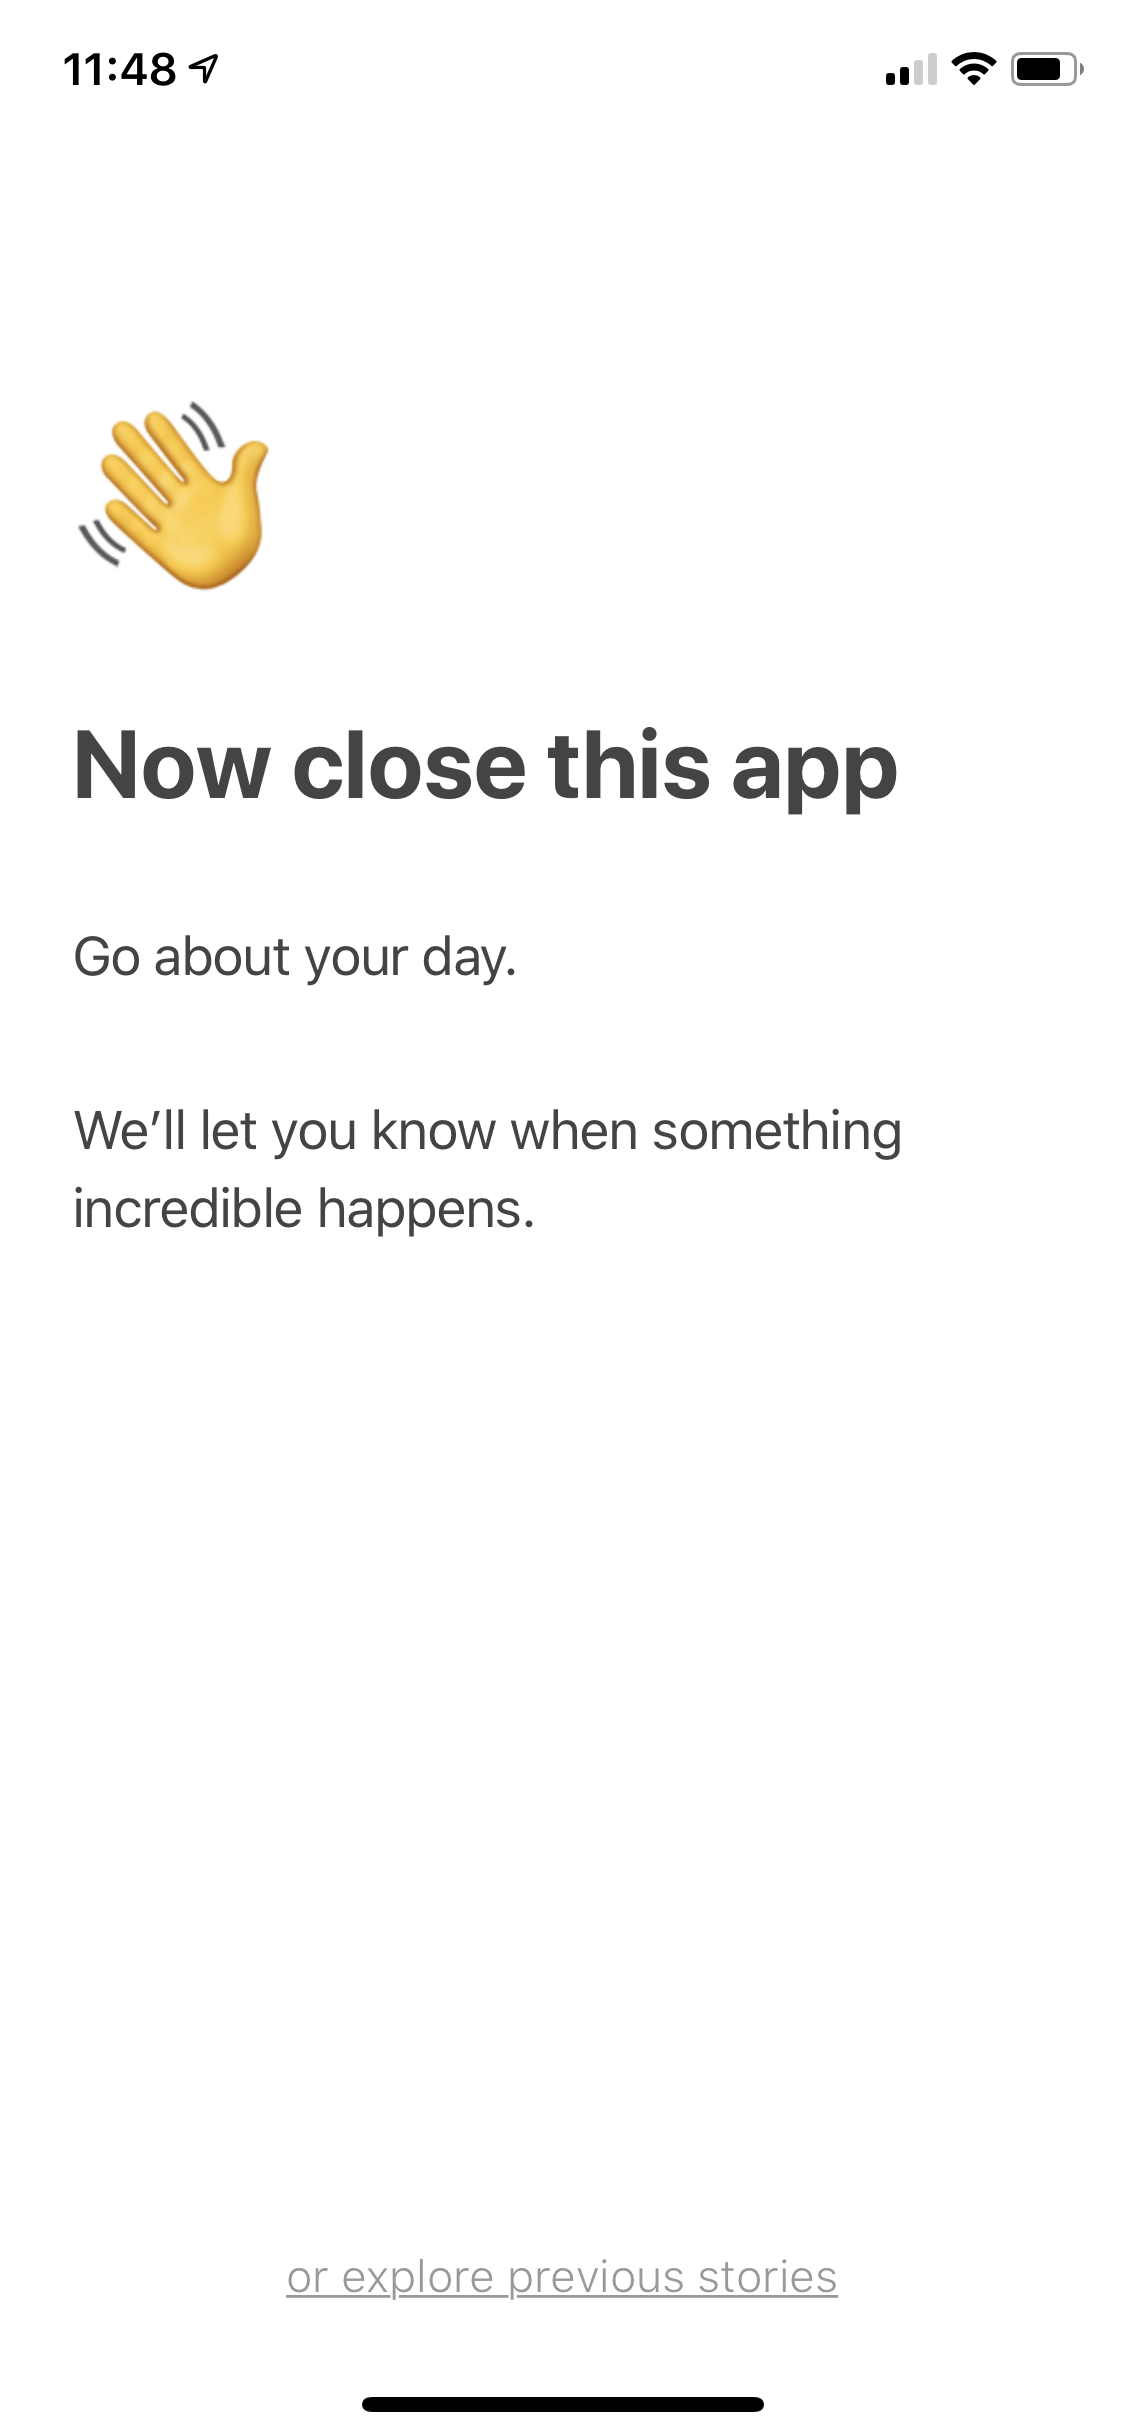 11:48
Now close this app
Go about your day.
We’ll let you know when something
incredible happens.
or explore previous stories